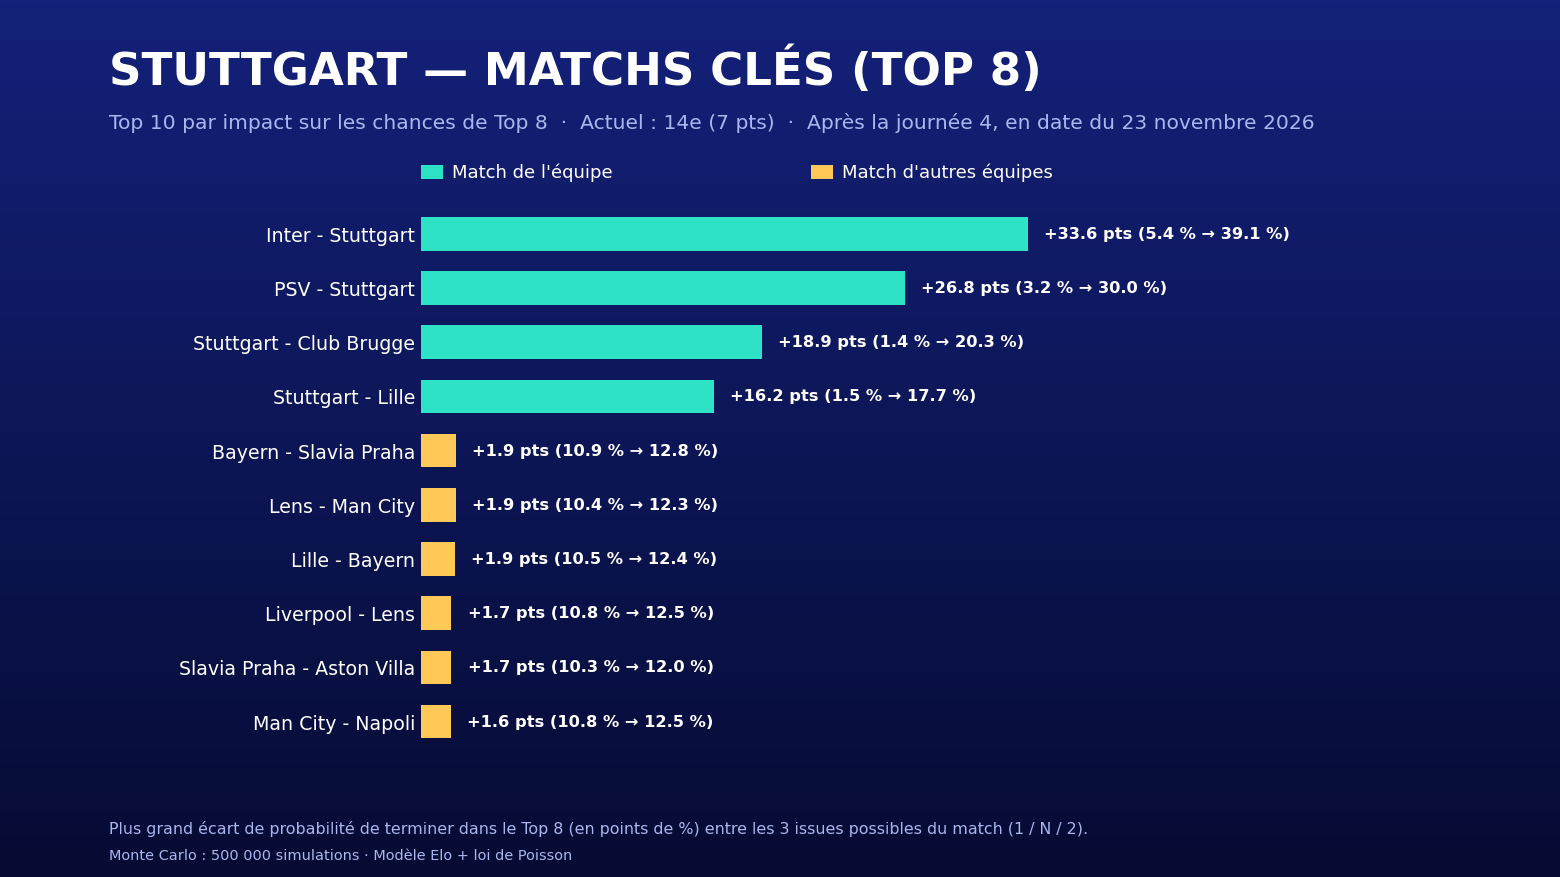 STUTTGART — MATCHS CLÉS (TOP 8)
Top 10 par impact sur les chances de Top 8 · Actuel : 14e (7 pts) · Après la journée 4, en date du 23 novembre 2026
Match de l'équipe Match d'autres équipes
Inter - Stuttgart +33.6 pts (5.4 % → 39.1 %)
PSV - Stuttgart +26.8 pts (3.2 % → 30.0 %)
Stuttgart - Club Brugge +18.9 pts (1.4 % → 20.3 %)
Stuttgart - Lille +16.2 pts (1.5 % → 17.7 %)
Bayern - Slavia Praha +1.9 pts (10.9 % → 12.8 %)
Lens - Man City +1.9 pts (10.4 % → 12.3 %)
Lille - Bayern +1.9 pts (10.5 % → 12.4 %)
Liverpool - Lens +1.7 pts (10.8 % → 12.5 %)
Slavia Praha - Aston Villa +1.7 pts (10.3 % → 12.0 %)
Man City - Napoli +1.6 pts (10.8 % → 12.5 %)
Plus grand écart de probabilité de terminer dans le Top 8 (en points de %) entre les 3 issues possibles du match (1 / N / 2).
Monte Carlo : 500 000 simulations · Modèle Elo + loi de Poisson